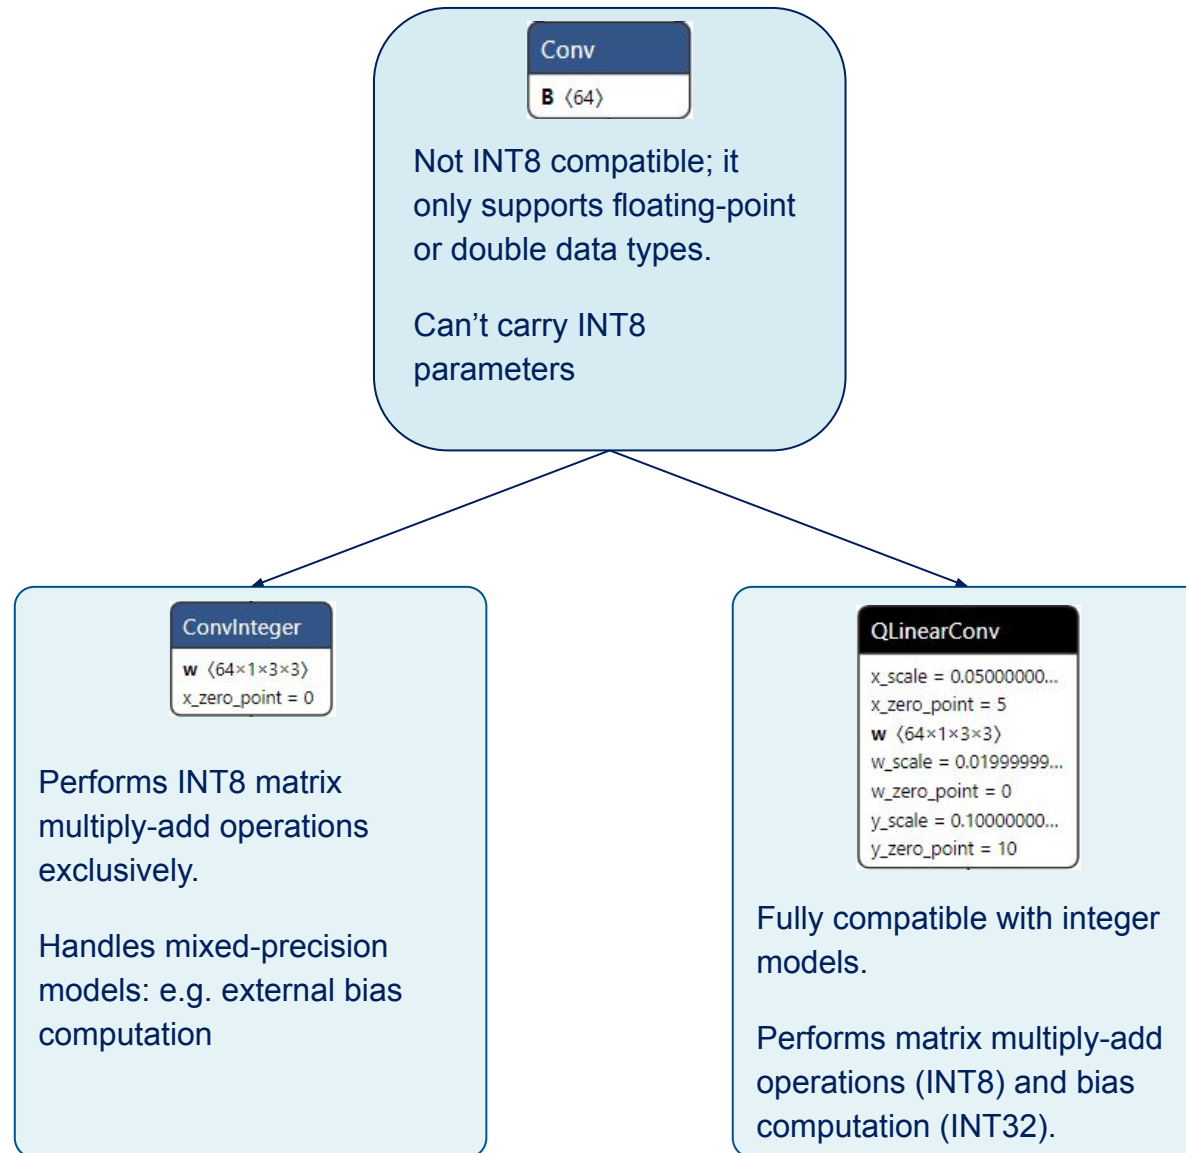 Conv
B ⟨64⟩
Not INT8 compatible; it
only supports floating-point
or double data types.
Can’t carry INT8
parameters
ConvInteger
w ⟨64×1×3×3⟩
x_zero_point = 0
Performs INT8 matrix
multiply-add operations
exclusively.
Handles mixed-precision
models: e.g. external bias
computation
QLinearConv
x_scale = 0.05000000...
x_zero_point = 5
w ⟨64×1×3×3⟩
w_scale = 0.01999999...
w_zero_point = 0
y_scale = 0.10000000...
y_zero_point = 10
Fully compatible with integer
models.
Performs matrix multiply-add
operations (INT8) and bias
computation (INT32).